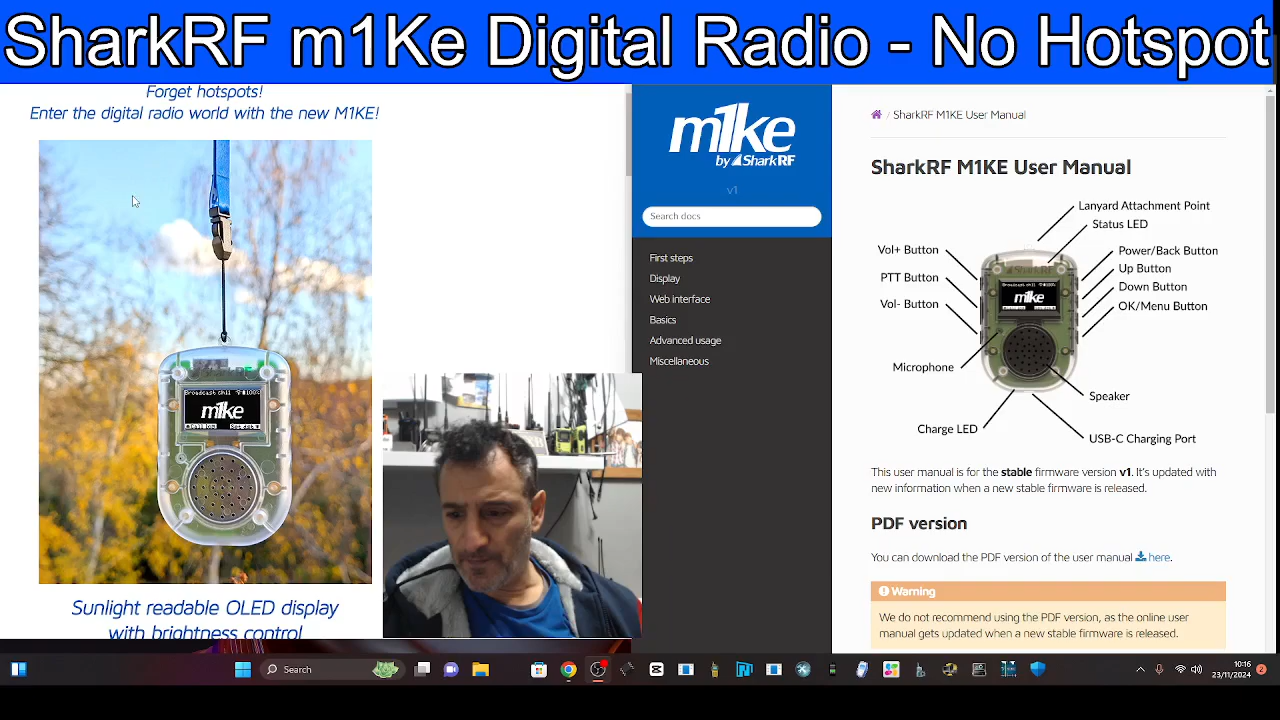 SharkRF m1Ke Digital Radio - No Hotspot
Forget hotspots!
Enter the digital radio world with the new M1KE!
m1ke
Sunlight readable OLED display
with brightness control
m1ke
by SharkRF
v1
Search docs
First steps
Display
Web interface
Basics
Advanced usage
Miscellaneous
/ SharkRF M1KE User Manual
SharkRF M1KE User Manual
Lanyard Attachment Point
Status LED
Vol+ Button
Power/Back Button
PTT Button
Up Button
Down Button
Vol- Button
OK/Menu Button
m1ke
Microphone
Speaker
Charge LED
USB-C Charging Port
This user manual is for the stable firmware version v1. It's updated with
new information when a new stable firmware is released.
PDF version
You can download the PDF version of the user manual here.
Warning
We do not recommend using the PDF version, as the online user
manual gets updated when a new stable firmware is released.
Search
10:16
23/11/2024
2